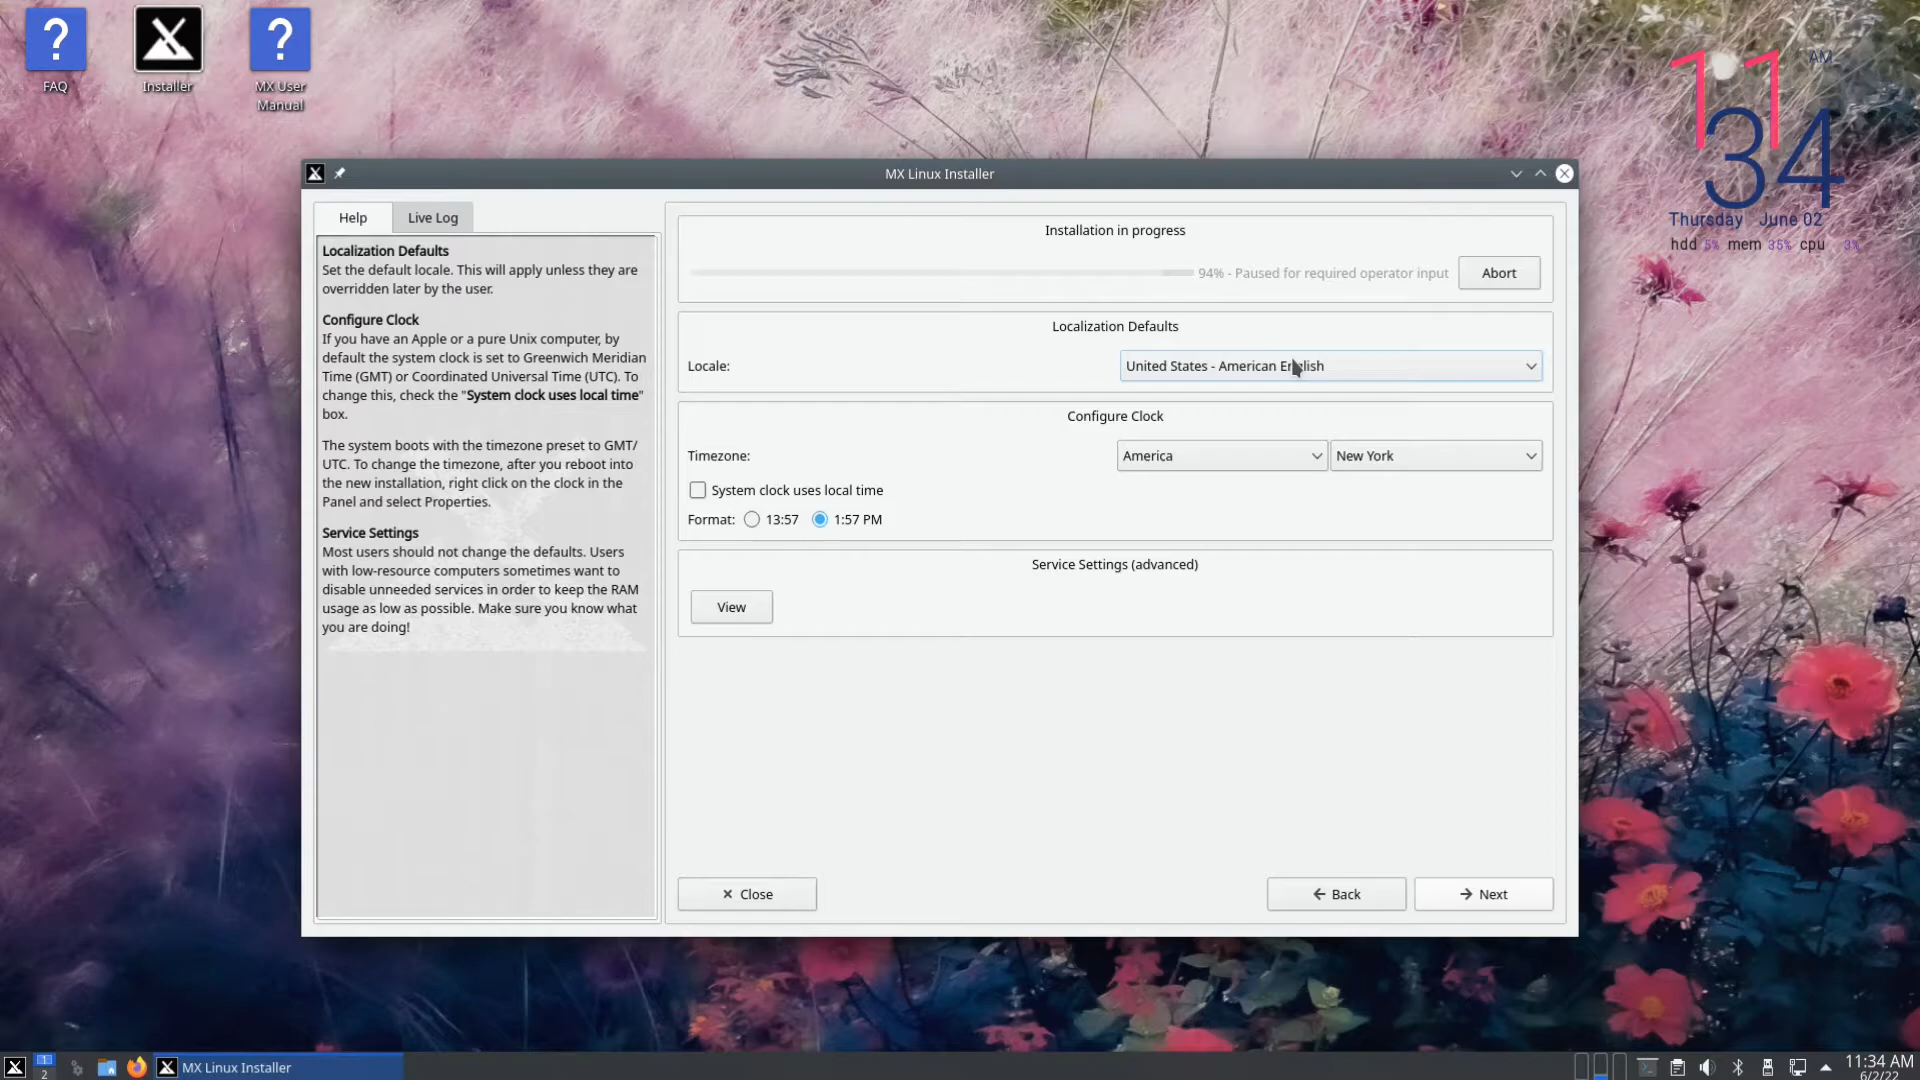 FAQ
Installer
MX User
Manual
11
AM
34
Thursday June 02
hdd 5% mem 35% cpu 3%
MX Linux Installer
Help
Live Log
Localization Defaults
Set the default locale. This will apply unless they are
overridden later by the user.
Configure Clock
If you have an Apple or a pure Unix computer, by
default the system clock is set to Greenwich Meridian
Time (GMT) or Coordinated Universal Time (UTC). To
change this, check the "System clock uses local time"
box.
The system boots with the timezone preset to GMT/
UTC. To change the timezone, after you reboot into
the new installation, right click on the clock in the
Panel and select Properties.
Service Settings
Most users should not change the defaults. Users
with low-resource computers sometimes want to
disable unneeded services in order to keep the RAM
usage as low as possible. Make sure you know what
you are doing!
Installation in progress
94% - Paused for required operator input
Abort
Localization Defaults
Locale:
United States - American English
Configure Clock
Timezone:
America
New York
System clock uses local time
Format: 13:57 1:57 PM
Service Settings (advanced)
View
Close
Back
Next
1
2
MX Linux Installer
11:34 AM
6/2/22